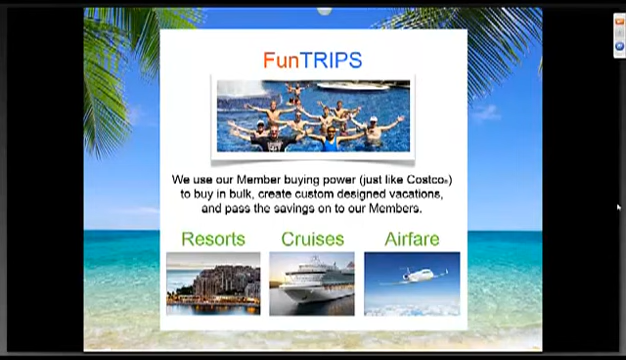 FunTRIPS
We use our Member buying power (just like Costco®)
to buy in bulk, create custom designed vacations,
and pass the savings on to our Members.
Resorts Cruises Airfare